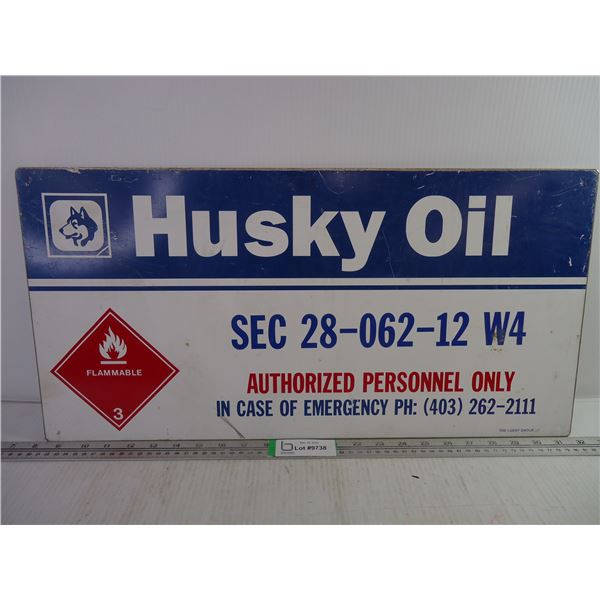 Husky Oil
SEC 28-062-12 W4
FLAMMABLE
3
AUTHORIZED PERSONNEL ONLY
IN CASE OF EMERGENCY PH: (403) 262-2111
Lot #9738